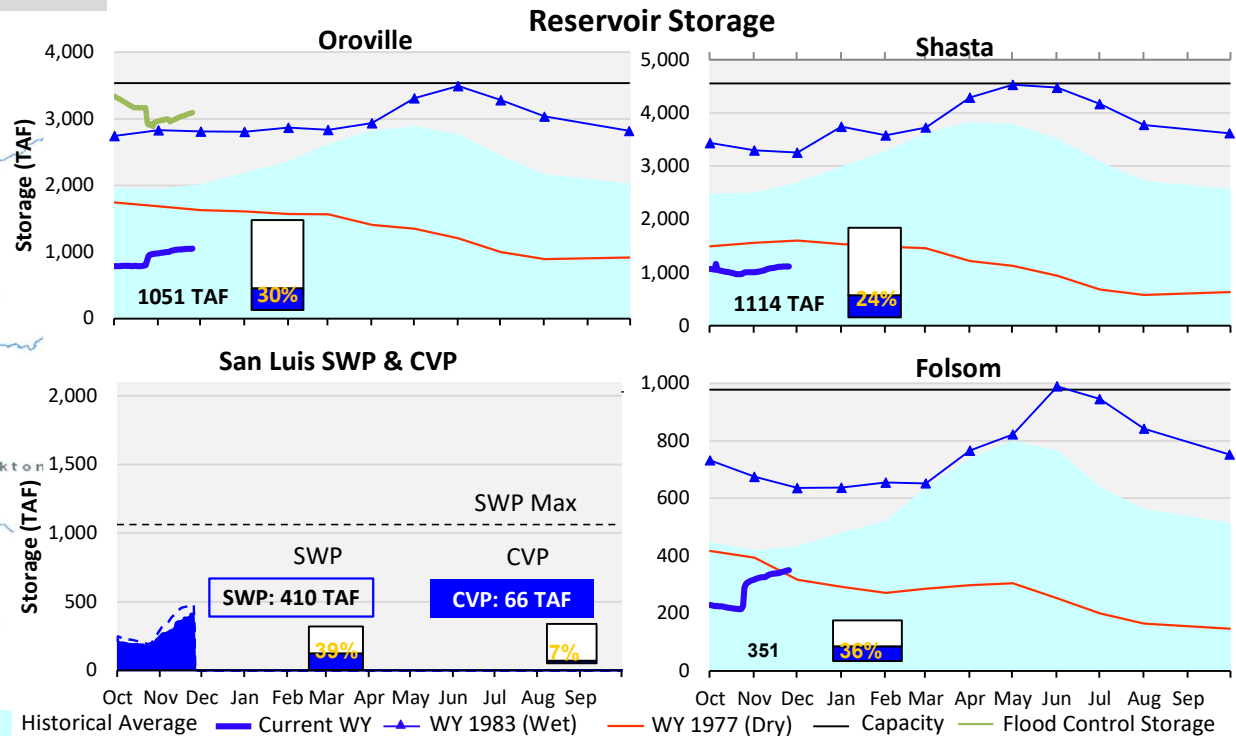 Reservoir Storage
Oroville
Storage (TAF)
4,000
3,000
2,000
1,000
0
1051 TAF
30%
Shasta
5,000
4,000
3,000
2,000
1,000
0
1114 TAF
24%
San Luis SWP & CVP
Storage (TAF)
2,000
1,500
1,000
500
0
SWP Max
SWP
CVP
SWP: 410 TAF
CVP: 66 TAF
39%
7%
Oct Nov Dec Jan Feb Mar Apr May Jun Jul Aug Sep
Folsom
1,000
800
600
400
200
0
351
36%
Oct Nov Dec Jan Feb Mar Apr May Jun Jul Aug Sep
Historical Average Current WY WY 1983 (Wet) WY 1977 (Dry) Capacity Flood Control Storage
kton